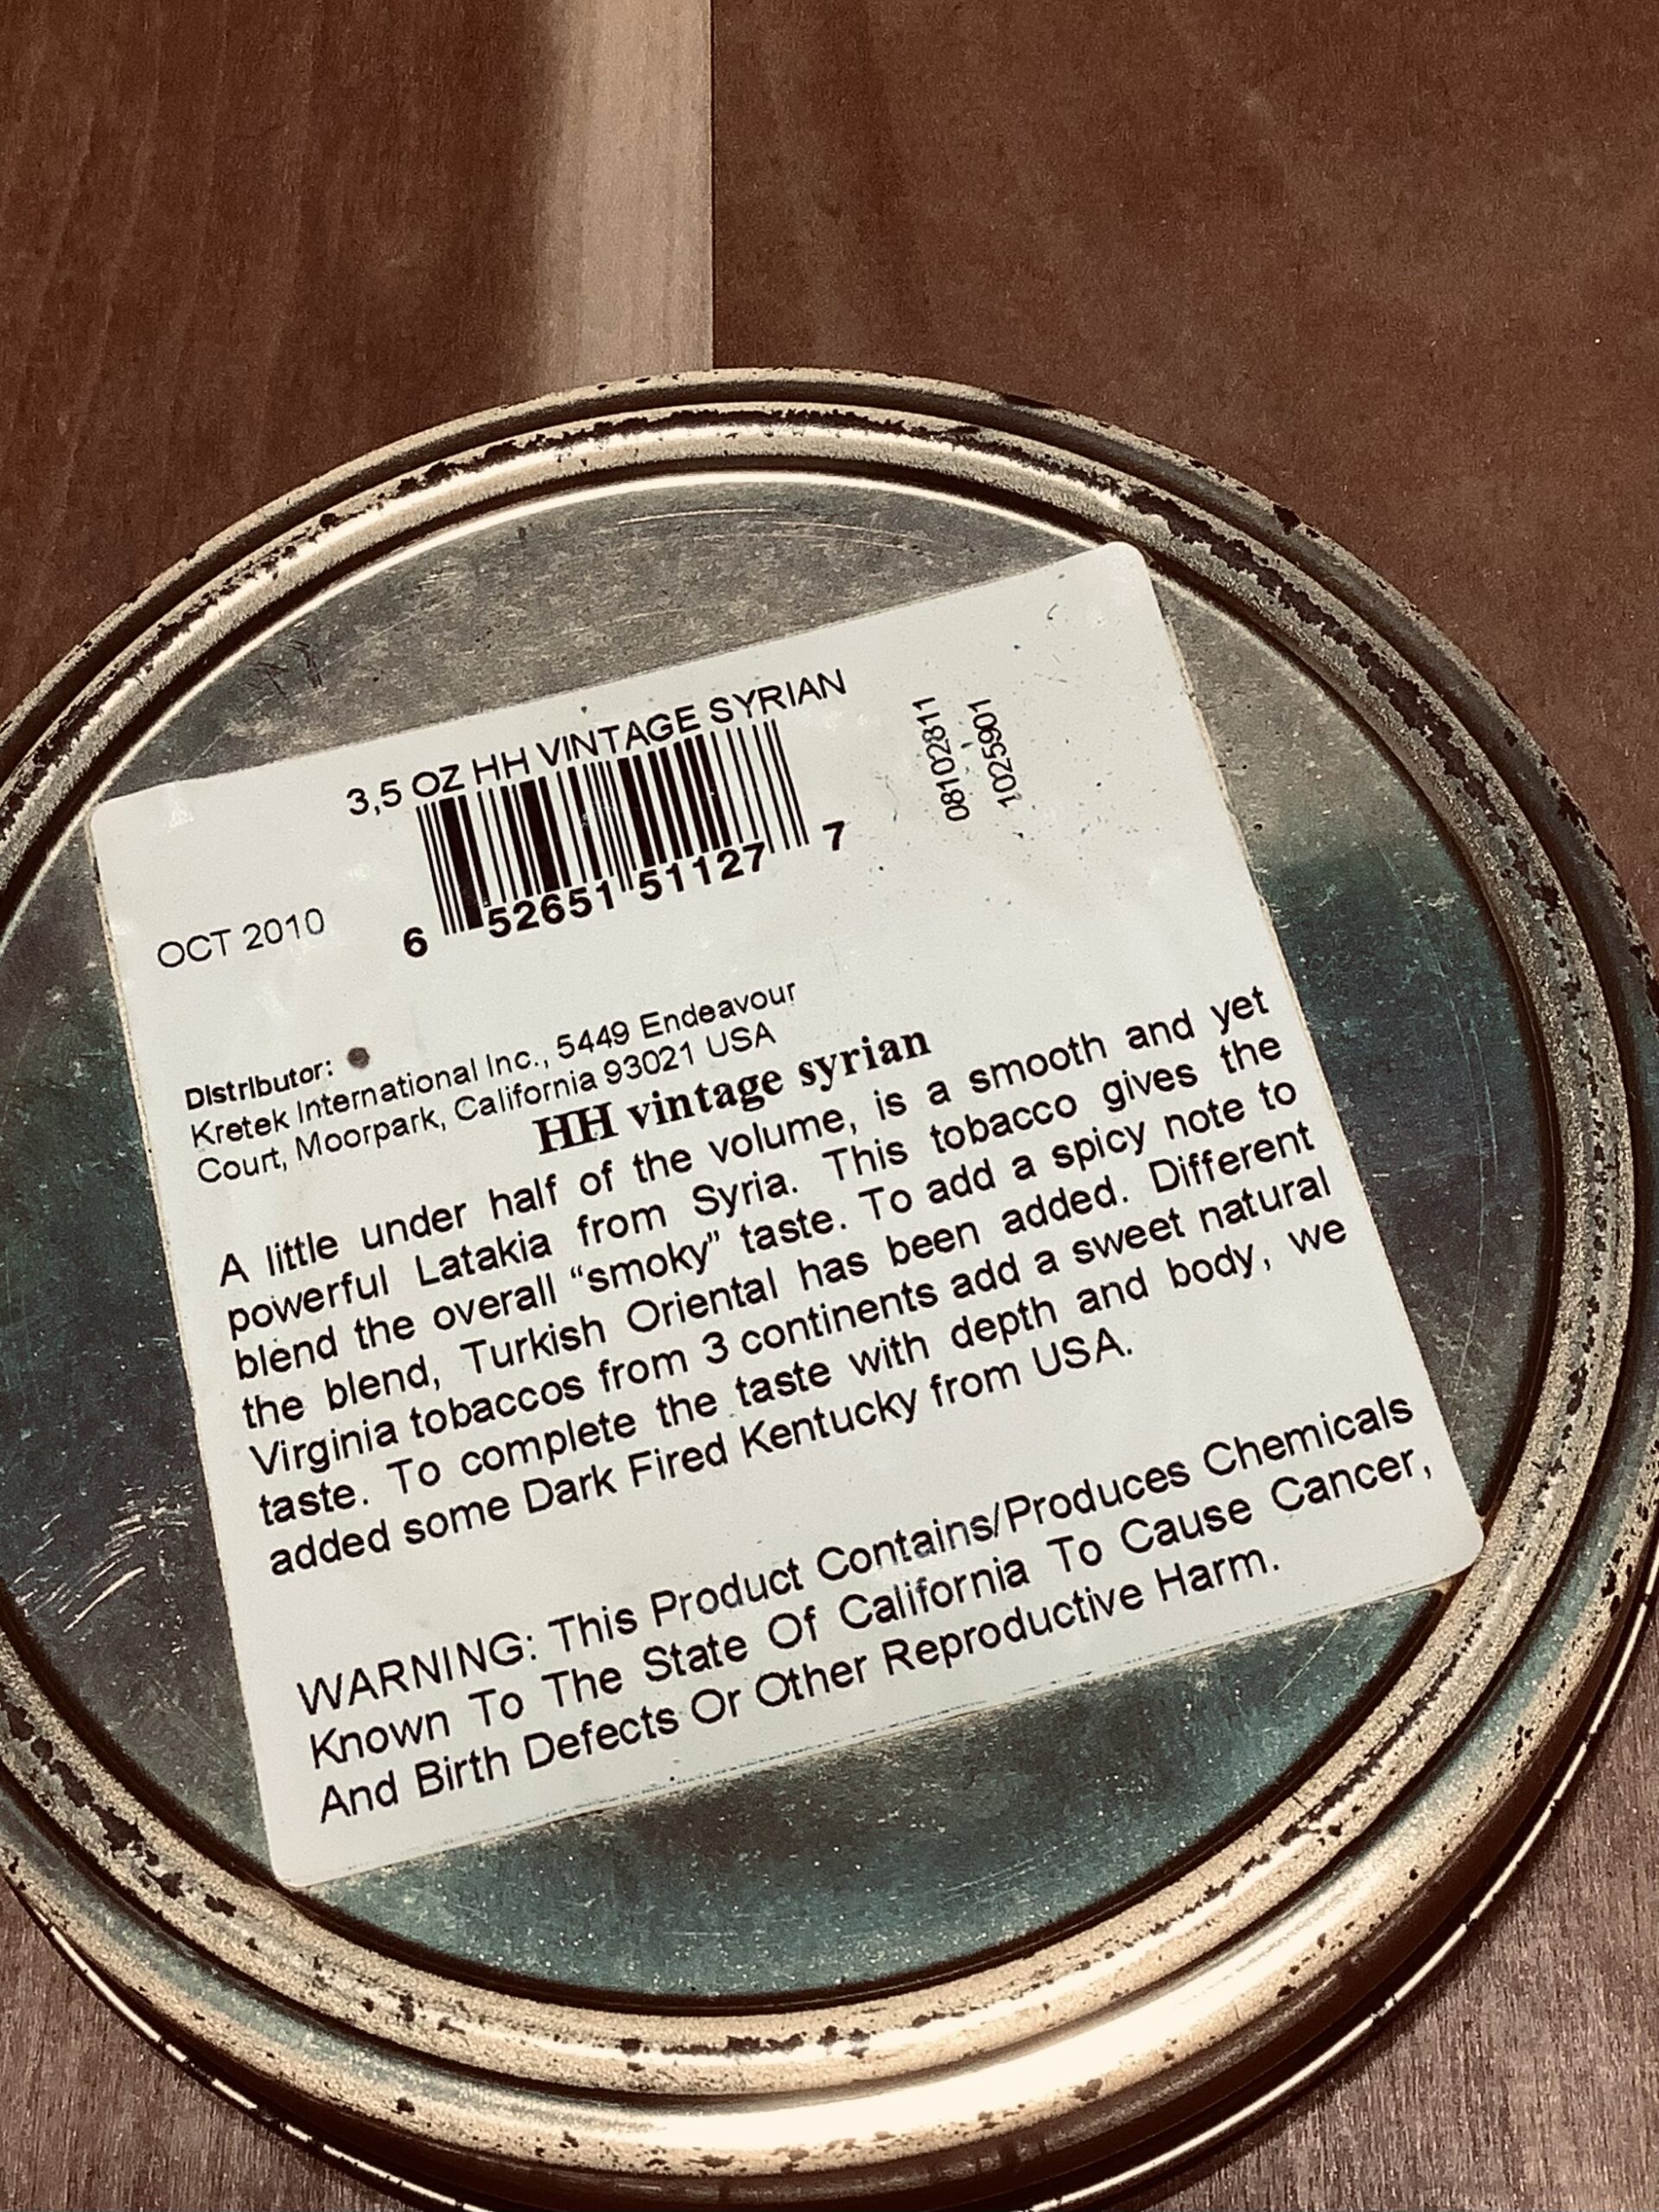 3,5 OZ HH VINTAGE SYRIAN
6 52651 51127 7
08102811
1025901
OCT 2010
Distributor:
Kretek International Inc., 5449 Endeavour
Court, Moorpark, California 93021 USA
HH vintage syrian
A little under half of the volume, is a smooth and yet
powerful Latakia from Syria. This tobacco gives the
blend the overall “smoky” taste. To add a spicy note to
the blend, Turkish Oriental has been added. Different
Virginia tobaccos from 3 continents add a sweet natural
taste. To complete the taste with depth and body, we
added some Dark Fired Kentucky from USA.
WARNING: This Product Contains/Produces Chemicals
Known To The State Of California To Cause Cancer,
And Birth Defects Or Other Reproductive Harm.